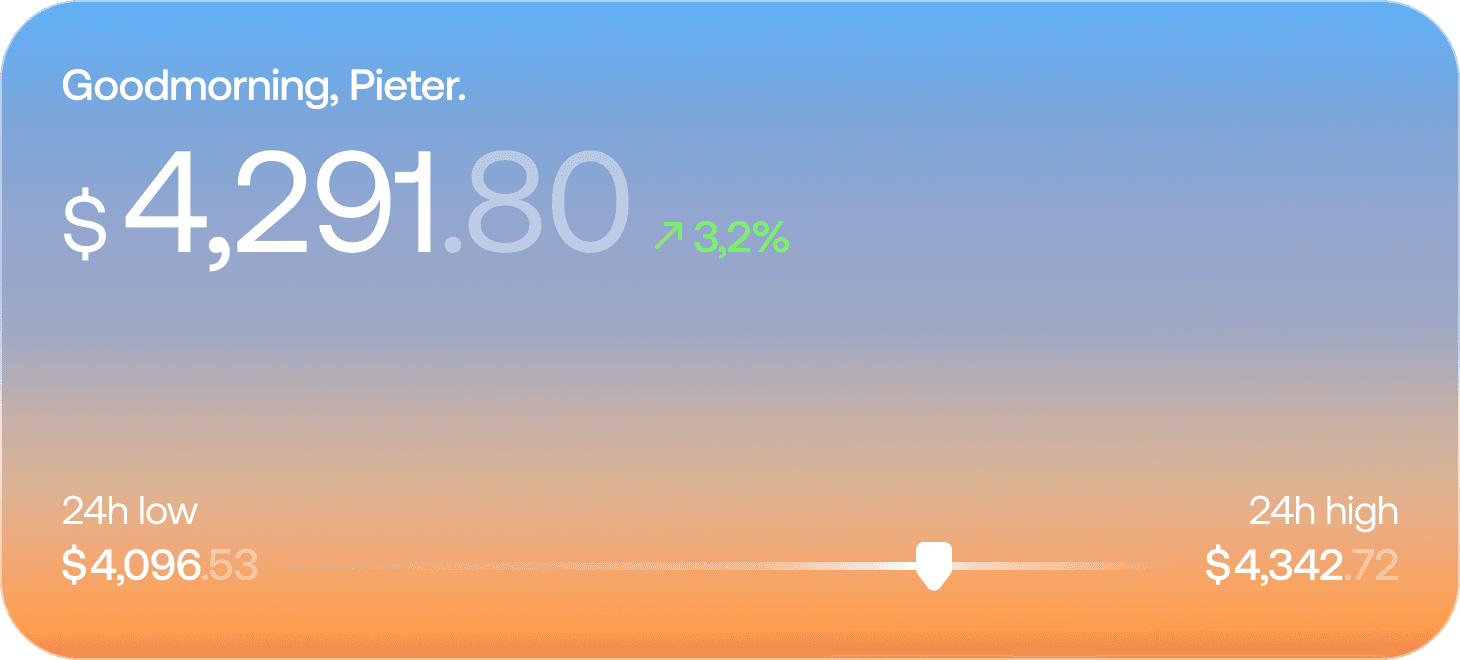 Goodmorning, Pieter.
$4,291.80 ↗ 3,2%
24h low
$4,096.53
24h high
$4,342.72